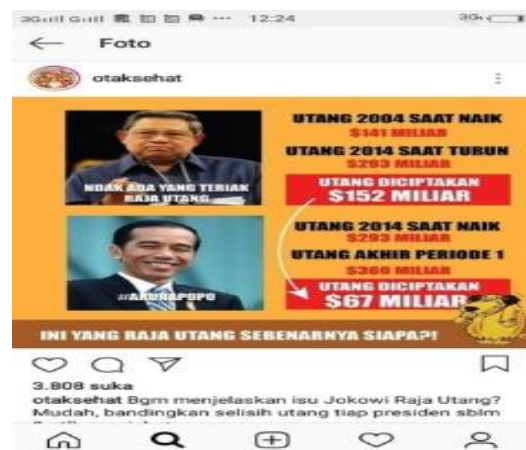 12:24
Foto
otaksehat
UTANG 2004 SAAT NAIK
$141 MILIAR
UTANG 2014 SAAT TURUN
$293 MILIAR
UTANG DICIPTAKAN
$152 MILIAR
NDAK ADA YANG TERIAK
RAJA UTANG
UTANG 2014 SAAT NAIK
$293 MILIAR
UTANG AKHIR PERIODE 1
$360 MILIAR
UTANG DICIPTAKAN
$67 MILIAR
#AKURAPOPO
INI YANG RAJA UTANG SEBENARNYA SIAPA?!
3.808 suka
otaksehat Bgm menjelaskan isu Jokowi Raja Utang?
Mudah, bandingkan selisih utang tiap presiden sblm